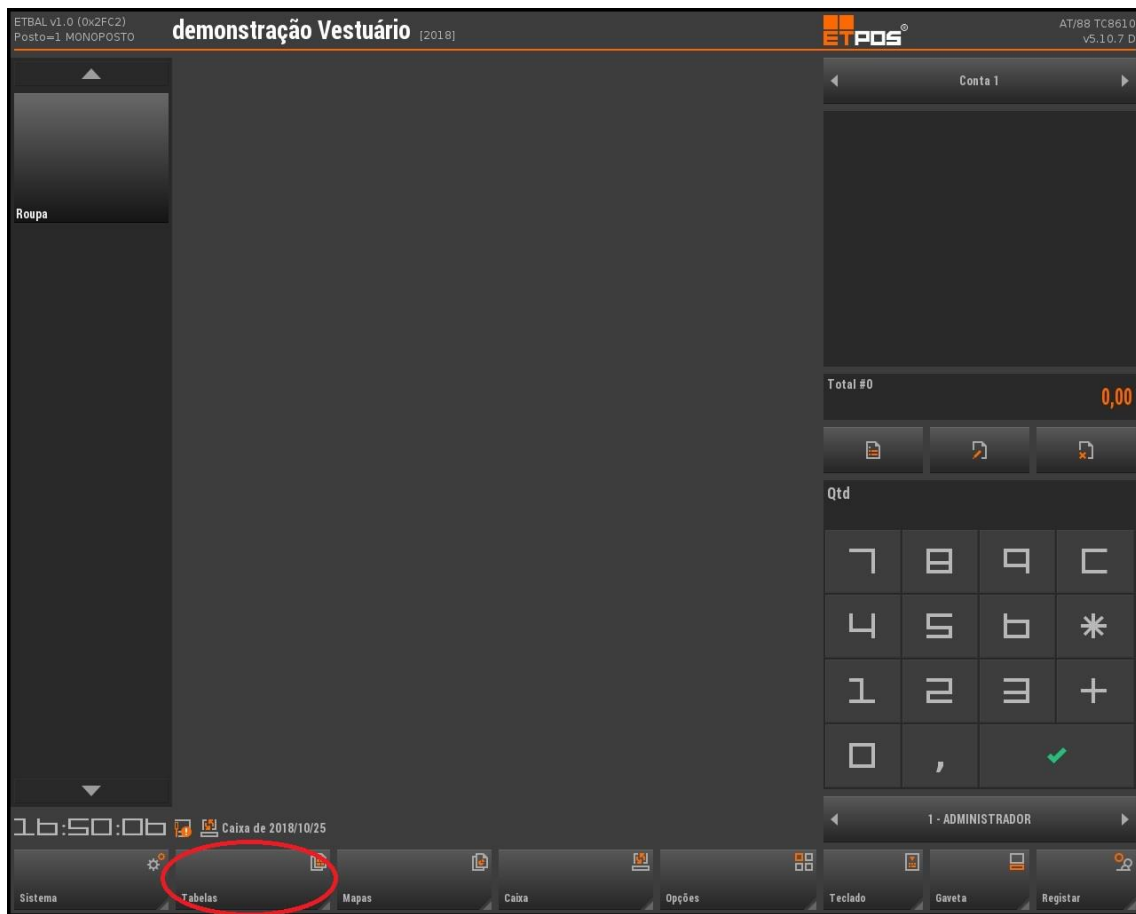 ETBAL v1.0 (0x2FC2)
Posto=1 MONOPOSTO
demonstração Vestuário [2018]
ETPOS®
AT/88 TC8610
v5.10.7 D
Roupa
Conta 1
Total #0
0,00
Qtd
7 8 9 C
4 5 6 *
1 2 3 +
0 ,
16:50:06
Caixa de 2018/10/25
1 - ADMINISTRADOR
Sistema
Tabelas
Mapas
Caixa
Opções
Teclado
Gaveta
Registar